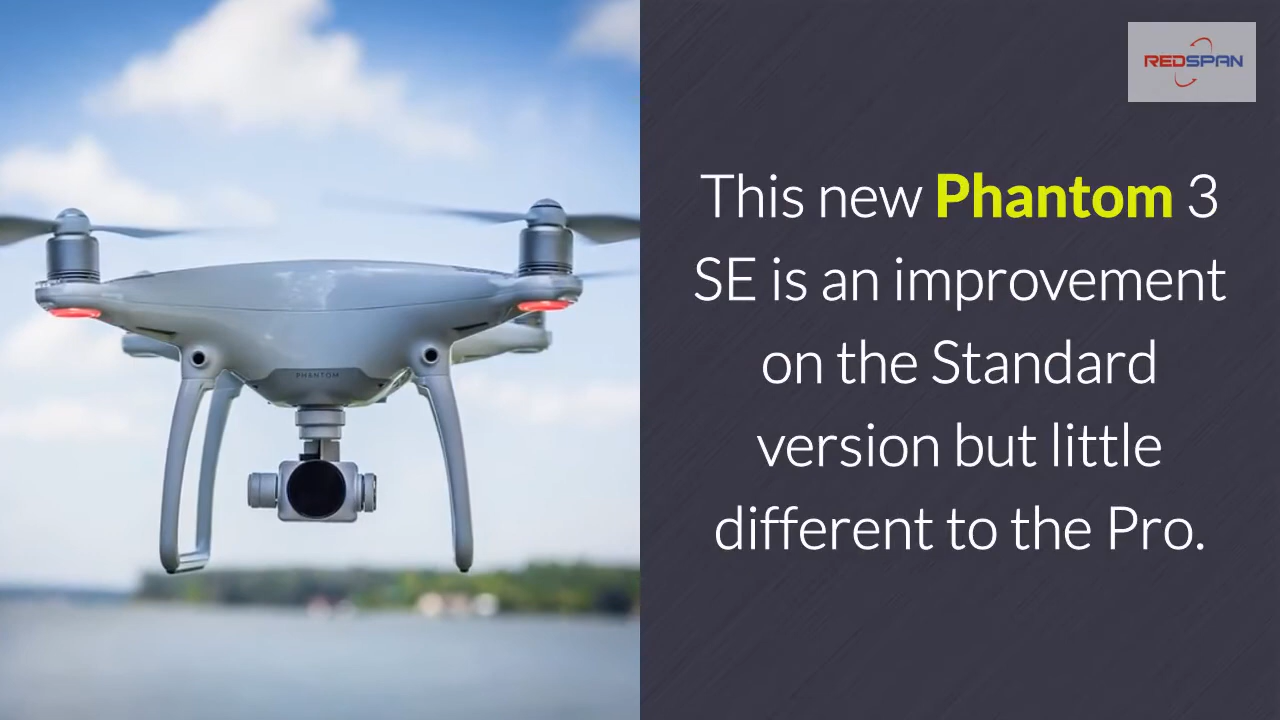 REDSPAN
This new Phantom 3
SE is an improvement
on the Standard
version but little
different to the Pro.
PHANTOM